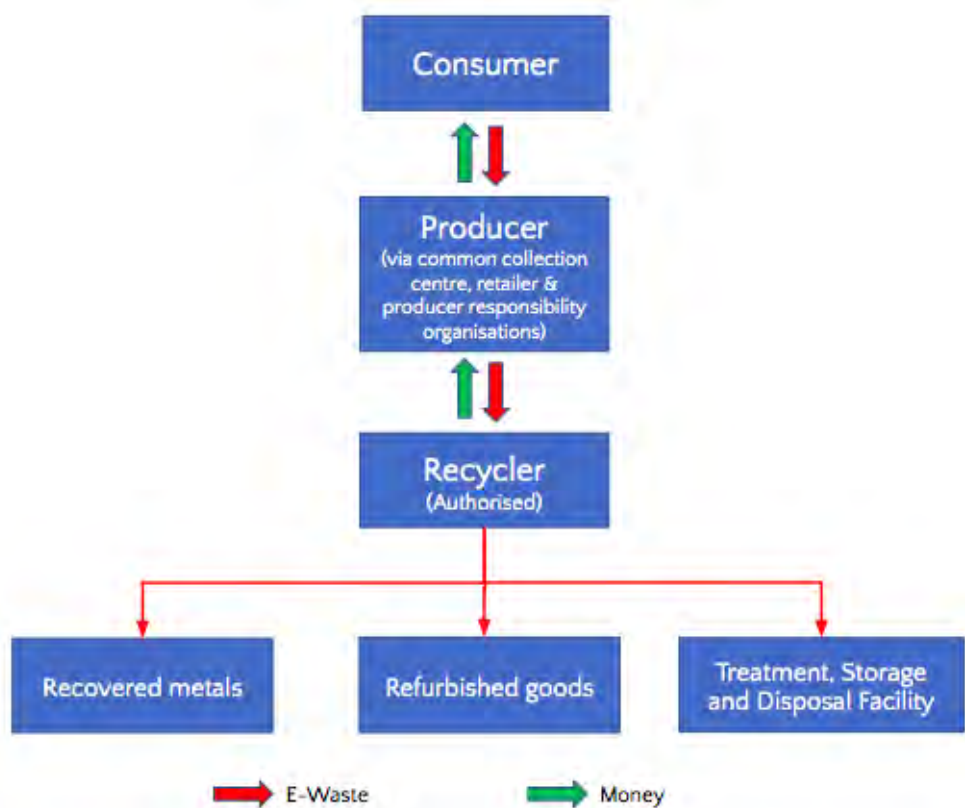 Consumer
Producer
(via common collection
centre, retailer &
producer responsibility
organisations)
Recycler
(Authorised)
Recovered metals
Refurbished goods
Treatment, Storage
and Disposal Facility
E-Waste
Money